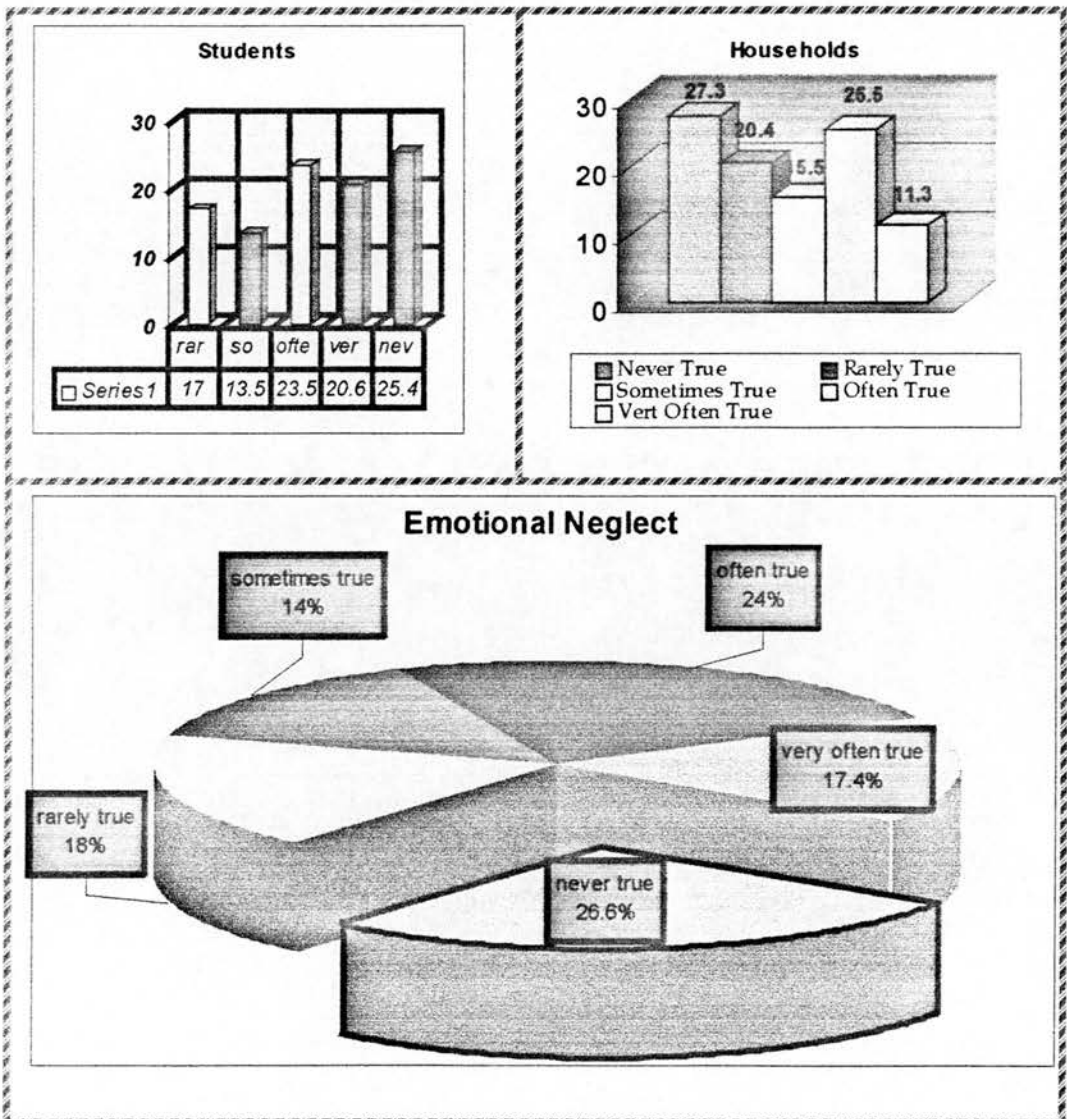 Students
30
20
10
0
rar so ofte ver nev
Series1 17 13.5 23.5 20.6 25.4
Households
30
20
10
0
27.3
20.4
5.5
25.5
11.3
Never True Rarely True
Sometimes True Often True
Vert Often True
Emotional Neglect
sometimes true
14%
often true
24%
very often true
17.4%
rarely true
18%
never true
26.6%